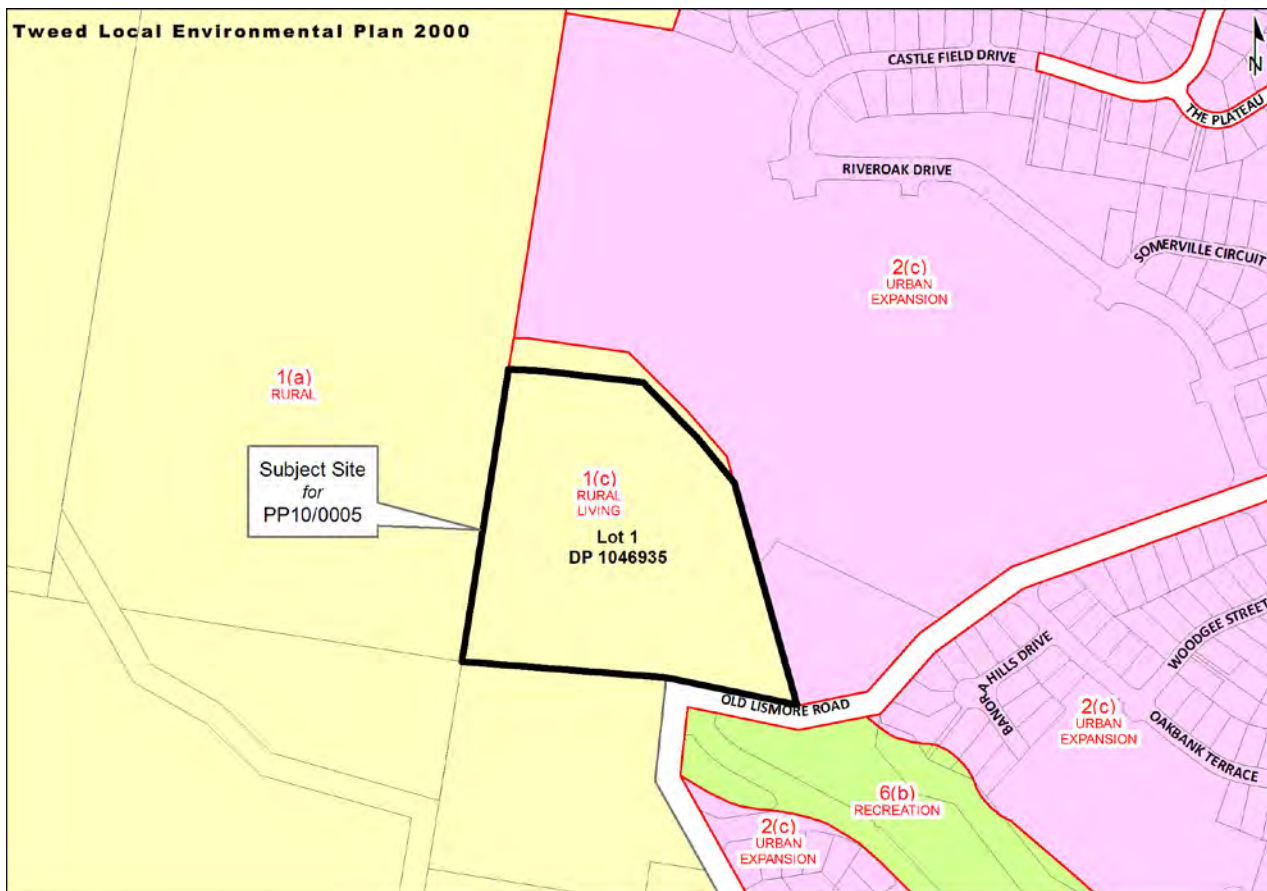 Tweed Local Environmental Plan 2000
N
CASTLE FIELD DRIVE
THE PLATEAU
RIVEROAK DRIVE
SOMERVILLE CIRCUIT
2(c)
URBAN
EXPANSION
1(a)
RURAL
Subject Site
for
PP10/0005
1(c)
RURAL
LIVING
Lot 1
DP 1046935
OLD LISMORE ROAD
BANORA HILLS DRIVE
WOODGEE STREET
OAKBANK TERRACE
2(c)
URBAN
EXPANSION
6(b)
RECREATION
2(c)
URBAN
EXPANSION